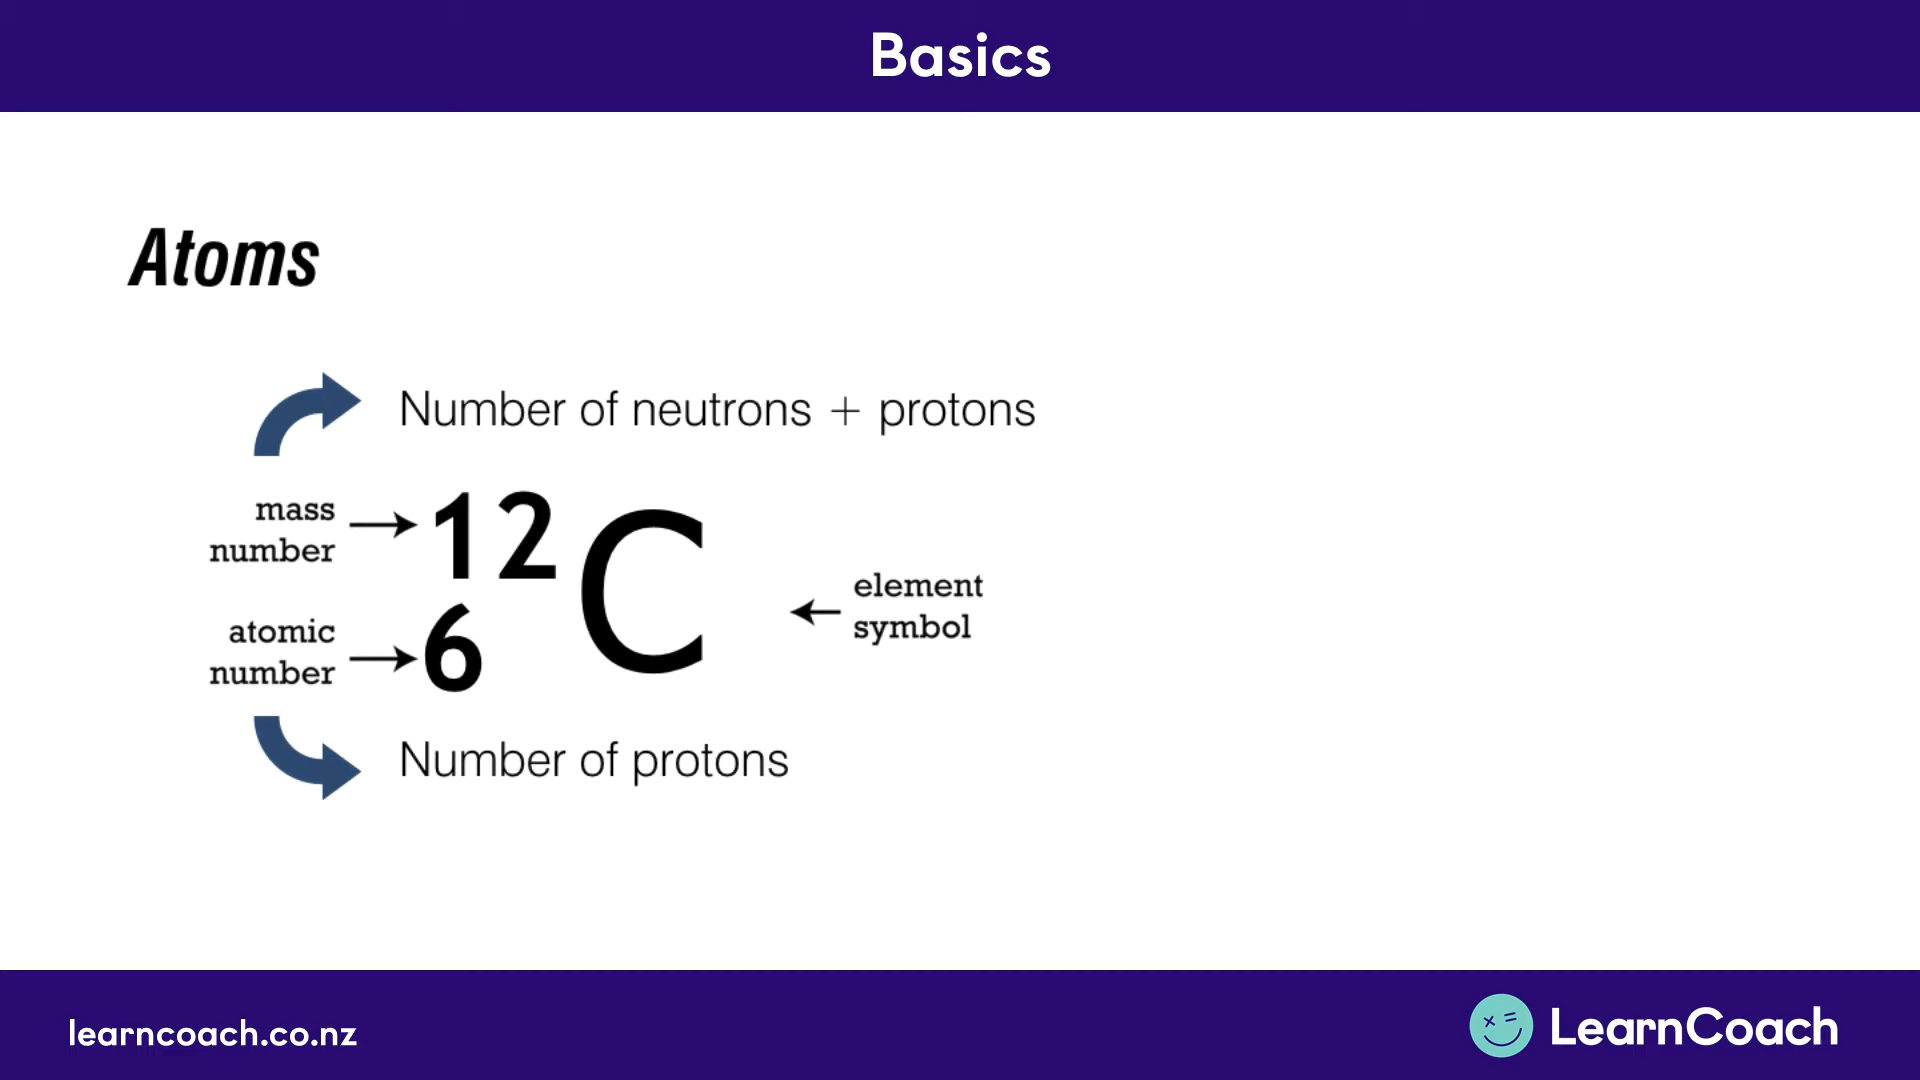 Basics
Atoms
Number of neutrons + protons
mass
number
12
C
element
symbol
atomic
number
6
Number of protons
learncoach.co.nz
LearnCoach